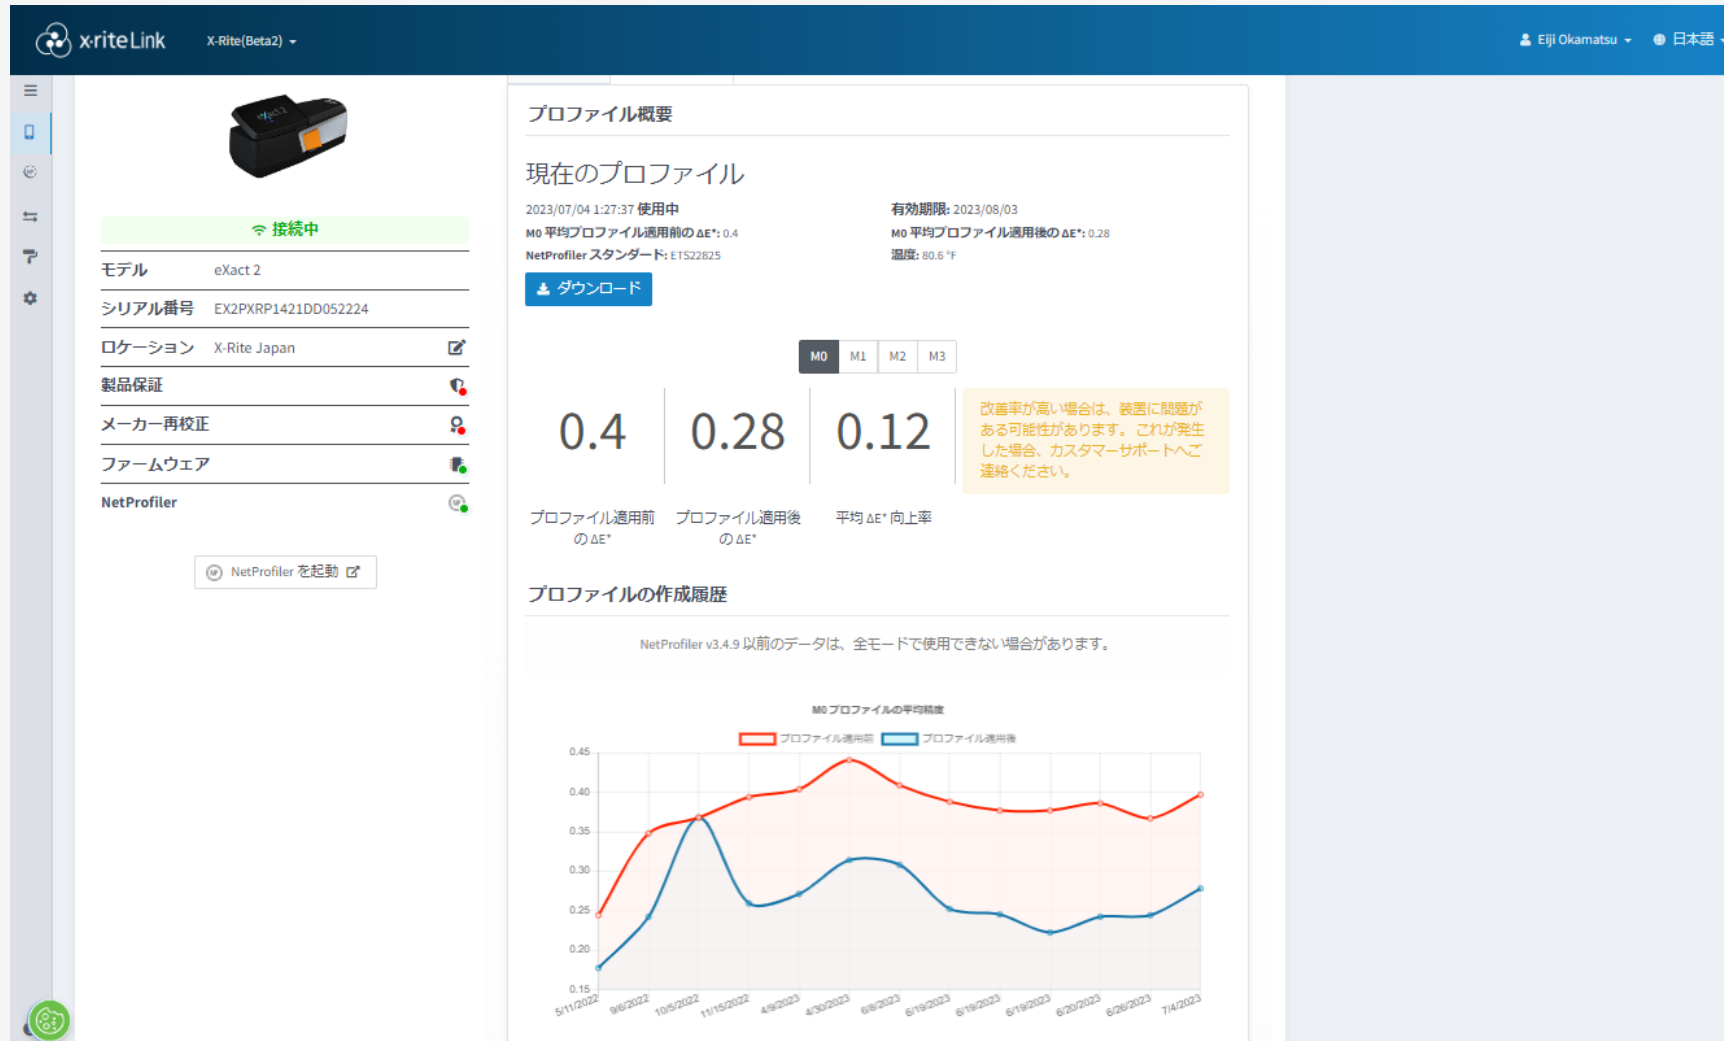 x·rite Link
X-Rite(Beta2)
Eiji Okamatsu
日本語
eXact 2
接続中
モデル eXact 2
シリアル番号 EX2PXRP1421DD052224
ロケーション X-Rite Japan
製品保証
メーカー再校正
ファームウェア
NetProfiler
NetProfiler を起動
プロファイル概要
現在のプロファイル
2023/07/04 1:27:37 使用中
有効期限: 2023/08/03
M0 平均プロファイル適用前の ΔE*: 0.4
M0 平均プロファイル適用後の ΔE*: 0.28
NetProfiler スタンダード: ETS22825
温度: 80.6 °F
ダウンロード
M0 M1 M2 M3
0.4
プロファイル適用前
の ΔE*
0.28
プロファイル適用後
の ΔE*
0.12
平均 ΔE* 向上率
改善率が高い場合は、装置に問題が
ある可能性があります。これが発生
した場合、カスタマーサポートへご
連絡ください。
プロファイルの作成履歴
NetProfiler v3.4.9 以前のデータは、全モードで使用できない場合があります。
M0 プロファイルの平均精度
プロファイル適用前 プロファイル適用後
0.45
0.40
0.35
0.30
0.25
0.20
0.15
5/11/2022 9/6/2022 10/5/2022 11/15/2022 4/9/2023 4/30/2023 6/8/2023 6/19/2023 6/19/2023 6/19/2023 6/20/2023 6/26/2023 7/4/2023